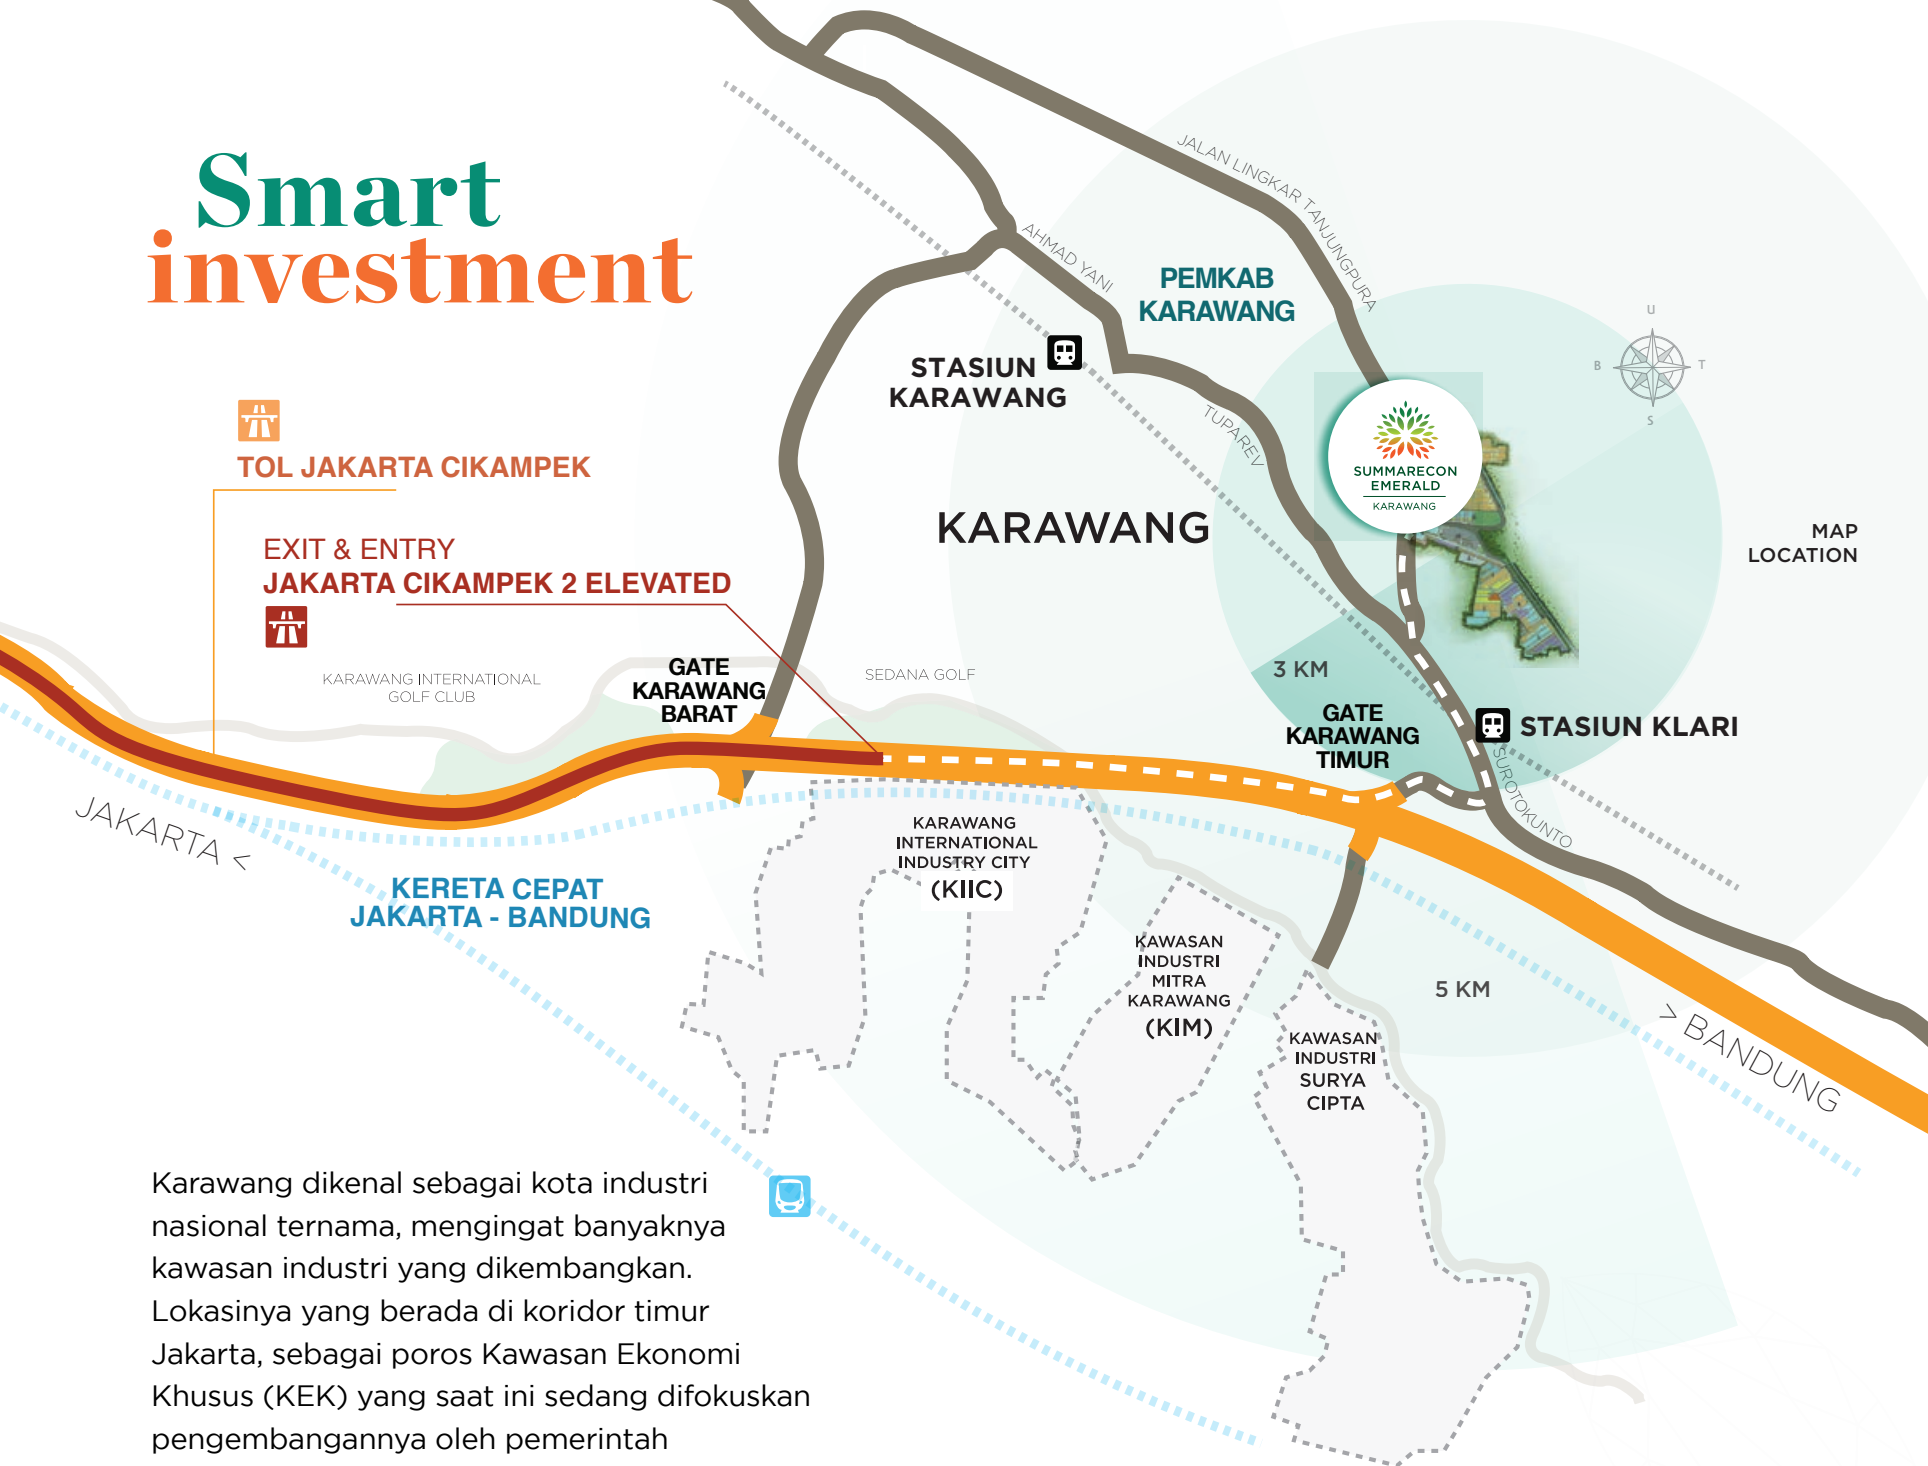 Smart
investment
JALAN LINGKAR TANJUNGPURA
AHMAD YANI
PEMKAB
KARAWANG
STASIUN
KARAWANG
U
B
T
S
TUPAREV
SUMMARECON
EMERALD
KARAWANG
TOL JAKARTA CIKAMPEK
KARAWANG
MAP
LOCATION
EXIT & ENTRY
JAKARTA CIKAMPEK 2 ELEVATED
KARAWANG INTERNATIONAL
GOLF CLUB
GATE
KARAWANG
BARAT
SEDANA GOLF
3 KM
GATE
KARAWANG
TIMUR
STASIUN KLARI
SUROTOKUNTO
JAKARTA <
KERETA CEPAT
JAKARTA - BANDUNG
KARAWANG
INTERNATIONAL
INDUSTRY CITY
(KIIC)
KAWASAN
INDUSTRI
MITRA
KARAWANG
(KIM)
KAWASAN
INDUSTRI
SURYA
CIPTA
5 KM
> BANDUNG
Karawang dikenal sebagai kota industri
nasional ternama, mengingat banyaknya
kawasan industri yang dikembangkan.
Lokasinya yang berada di koridor timur
Jakarta, sebagai poros Kawasan Ekonomi
Khusus (KEK) yang saat ini sedang difokuskan
pengembangannya oleh pemerintah